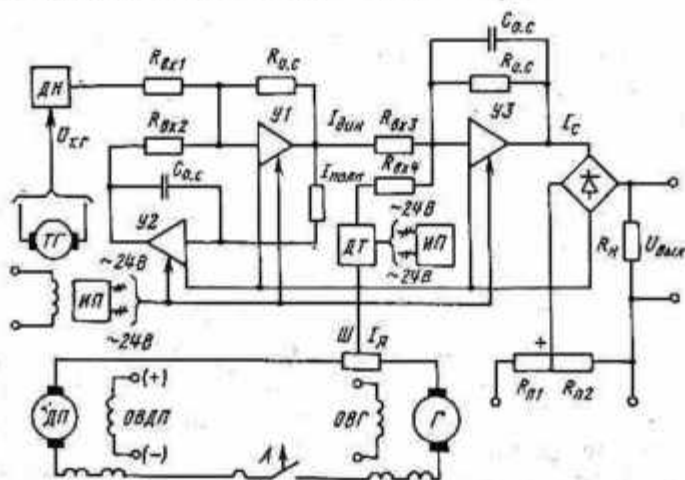 Cо.с
Rвх1
Rо.с
Rо.с
ДН
У1
У3
Iдин
Iс
Uтг
Rвх2
Rвх3
Cо.с
Rвх4
Iполн
~24В
ТГ
У2
ДТ
ИП
Rн
Uвых
~24В
~24В
ИП
~24В
Ш
Iя
+
Rп1
Rп2
ДП
(+)
ОВДП
(−)
ОВГ
Г
А